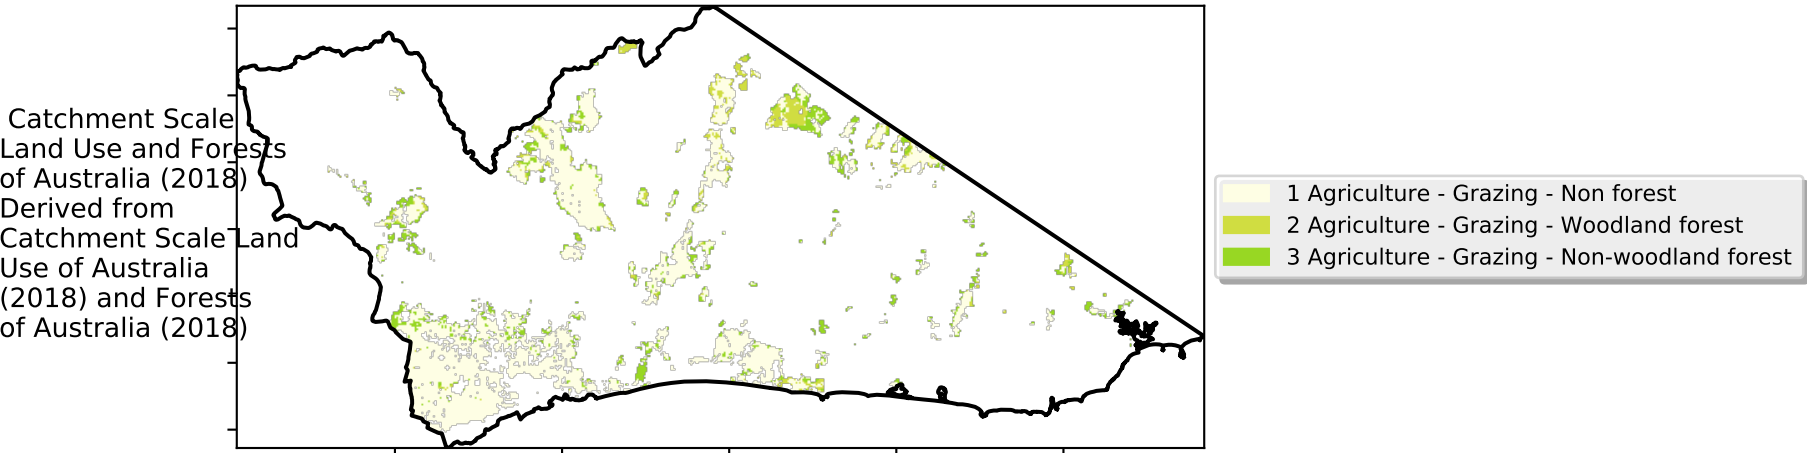 Catchment Scale
Land Use and Forests
of Australia (2018)
Derived from
Catchment Scale Land
Use of Australia
(2018) and Forests
of Australia (2018)
1 Agriculture - Grazing - Non forest
2 Agriculture - Grazing - Woodland forest
3 Agriculture - Grazing - Non-woodland forest